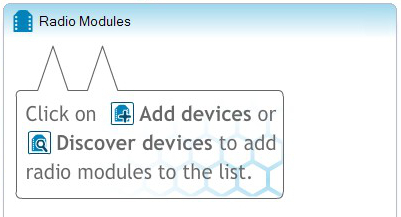 Radio Modules
Click on Add devices or
Discover devices to add
radio modules to the list.